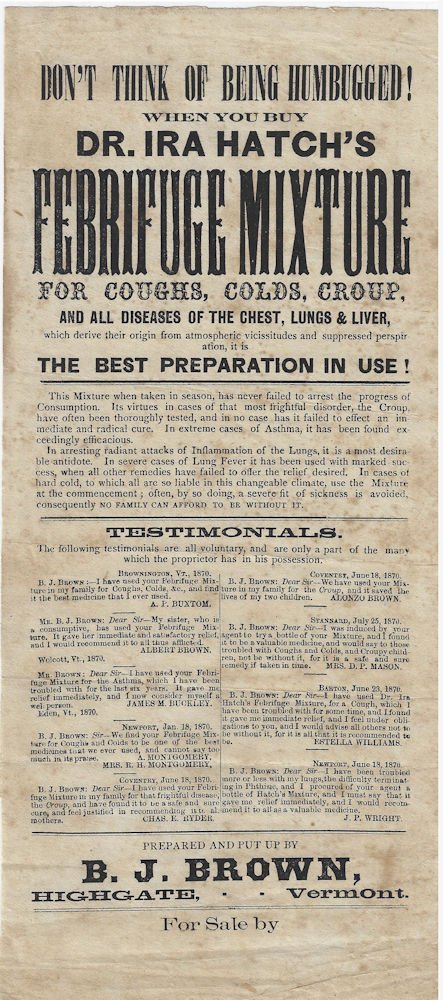 DON'T THINK OF BEING HUMBUGGED!
WHEN YOU BUY
DR. IRA HATCH'S
FEBRIFUGE MIXTURE
FOR COUGHS, COLDS, CROUP,
AND ALL DISEASES OF THE CHEST, LUNGS & LIVER,
which derive their origin from atmospheric vicissitudes and suppressed perspir
ation, it is
THE BEST PREPARATION IN USE!
This Mixture when taken in season, has never failed to arrest the progress of
Consumption. Its virtues in cases of that most frightful disorder, the Croup,
have often been thoroughly tested, and in no case has it failed to effect an im-
mediate and radical cure. In extreme cases of Asthma, it has been found ex-
ceedingly efficacious.
In arresting radiant attacks of Inflamation of the Lungs, it is a most desira-
ble antidote. In severe cases of Lung Fever it has been used with marked suc-
cess, when all other remedies have failed to offer the relief desired. In cases of
hard cold, to which all are so liable in this changeable climate, use the Mixture
at the commencement; often, by so doing, a severe fit of sickness is avoided,
consequently NO FAMILY CAN AFFORD TO BE WITHOUT IT.
TESTIMONIALS.
The following testimonials are all voluntary, and are only a part of the many
which the proprietor has in his possession.
BROWNINGTON, VT., 1870.
B. J. BROWN:—I have used your Febrifuge Mix-
ture in my family for Coughs, Colds, &c., and find
it the best medicine that I ever used.
A. P. BUXTOM.
MR. B. J. BROWN: Dear Sir—My sister, who is
a consumptive, has used your Febrifuge Mix-
ture. It gave her immediate and satisfactory relief,
and I would recommend it to all thus afflicted.
ALBERT BROWN.
Wolcott, Vt., 1870.
MR. BROWN: Dear Sir—I have used your Febri-
fuge Mixture for the Asthma, which I have been
troubled with for the last six years. It gave me
relief immediately, and I now consider myself a
well person. JAMES M. BUCKLEY.
Eden, Vt., 1870.
NEWPORT, Jan. 18, 1870.
B. J. BROWN: Sir—We find your Febrifuge Mix-
ture for Coughs and Colds to be one of the best
medicines that we ever used, and cannot say too
much in its praise. A. MONTGOMERY,
MRS. E. H. MONTGOMERY.
COVENTRY, June 18, 1870.
B. J. BROWN: Dear Sir—I have used your Febri-
fuge Mixture in my family for that frightful disease,
the Croup, and have found it to be a safe and sure
cure, and feel justified in recommending it to all
mothers. CHAS. E. RYDER.
COVENTRY, June 18, 1870.
B. J. BROWN: Dear Sir—We have used your Mix-
ture in my family for the Croup, and it saved the
lives of my two children. ALONZO BROWN.
STANNARD, July 25, 1870.
B. J. BROWN: Dear Sir—I was induced by your
agent to try a bottle of your Mixture, and I found
it to be a valuable medicine, and would say to those
troubled with Coughs and Colds, and Croupy child-
ren, not be without it, for it is a safe and sure
remedy if taken in time. MRS. D. P. MASON.
BARTON, June 23, 1870.
B. J. BROWN: Dear Sir—I have used Dr. Ira
Hatch's Febrifuge Mixture, for a Cough, which I
have been troubled with for some time, and I found
it gave me immediate relief, and I feel under obli-
gations to you, and I would advise all others not to
be without it, for it is all that it is recommended to
be. ESTELLA WILLIAMS.
NEWPORT, June 18, 1870.
B. J. BROWN: Dear Sir—I have been troubled
more or less with my lungs, the difficulty terminat-
ing in Phthisic, and I procured of your agent a
bottle of Hatch's Mixture, and I must say that it
gave me relief immediately, and I would recom-
mend it to all as a valuable medicine.
J. P. WRIGHT.
PREPARED AND PUT UP BY
B. J. BROWN,
HIGHGATE, - - Vermont.
For Sale by